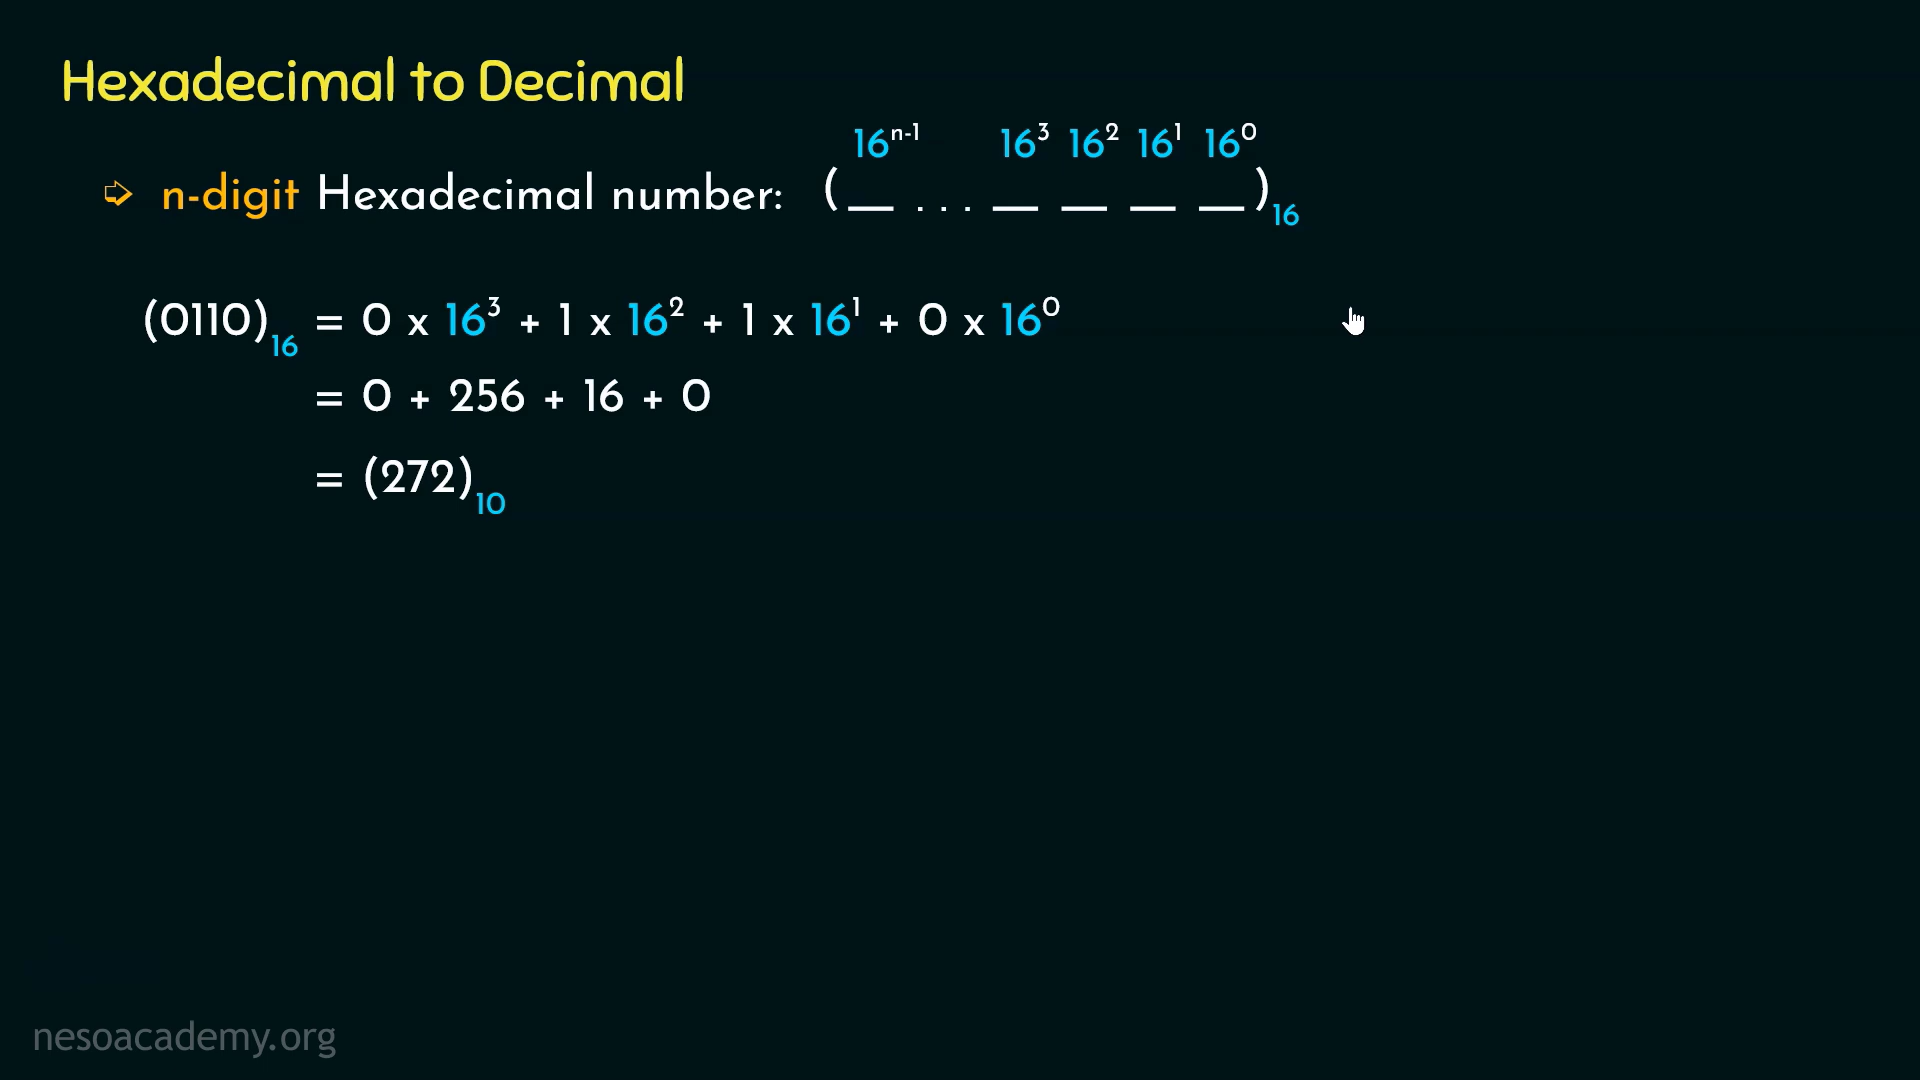 Hexadecimal to Decimal
16ⁿ⁻¹ 16³ 16² 16¹ 16⁰
➩ n-digit Hexadecimal number: (__ . . . __ __ __ __)₁₆
(0110)₁₆ = 0 x 16³ + 1 x 16² + 1 x 16¹ + 0 x 16⁰
= 0 + 256 + 16 + 0
= (272)₁₀
nesoacademy.org